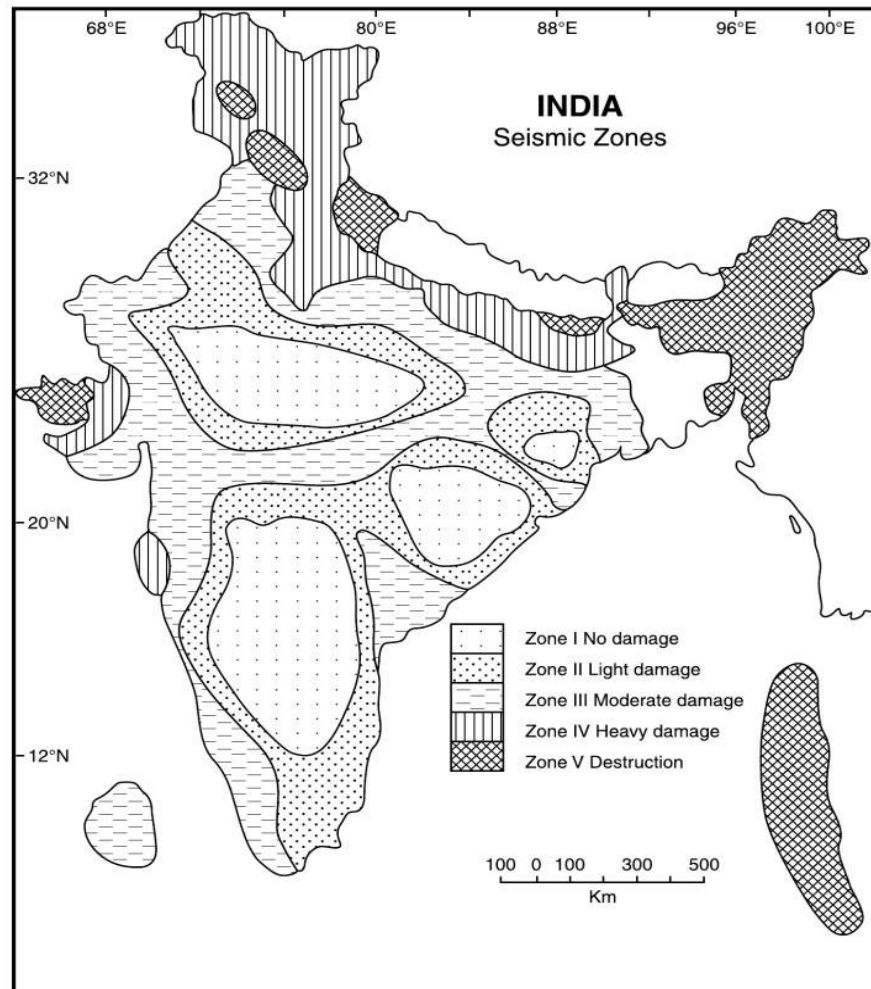 68°E 80°E 88°E 96°E 100°E
INDIA
Seismic Zones
32°N
20°N
Zone I No damage
Zone II Light damage
Zone III Moderate damage
Zone IV Heavy damage
Zone V Destruction
12°N
100 0 100 300 500
Km